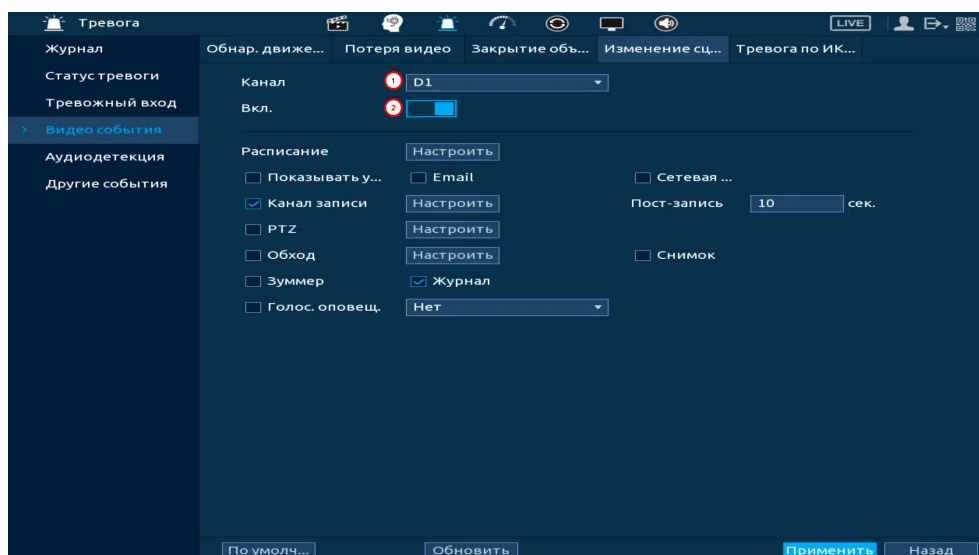 Тревога LIVE
Журнал
Статус тревоги
Тревожный вход
> Видео события
Аудиодетекция
Другие события
Обнар. движе... Потеря видео Закрытие объ... Изменение сц... Тревога по ИК...
Канал 1 D1
Вкл. 2
Расписание Настроить
Показывать у... Email Сетевая ...
Канал записи Настроить Пост-запись 10 сек.
PTZ Настроить
Обход Настроить Снимок
Зуммер Журнал
Голос. оповещ. Нет
По умолч... Обновить Применить Назад